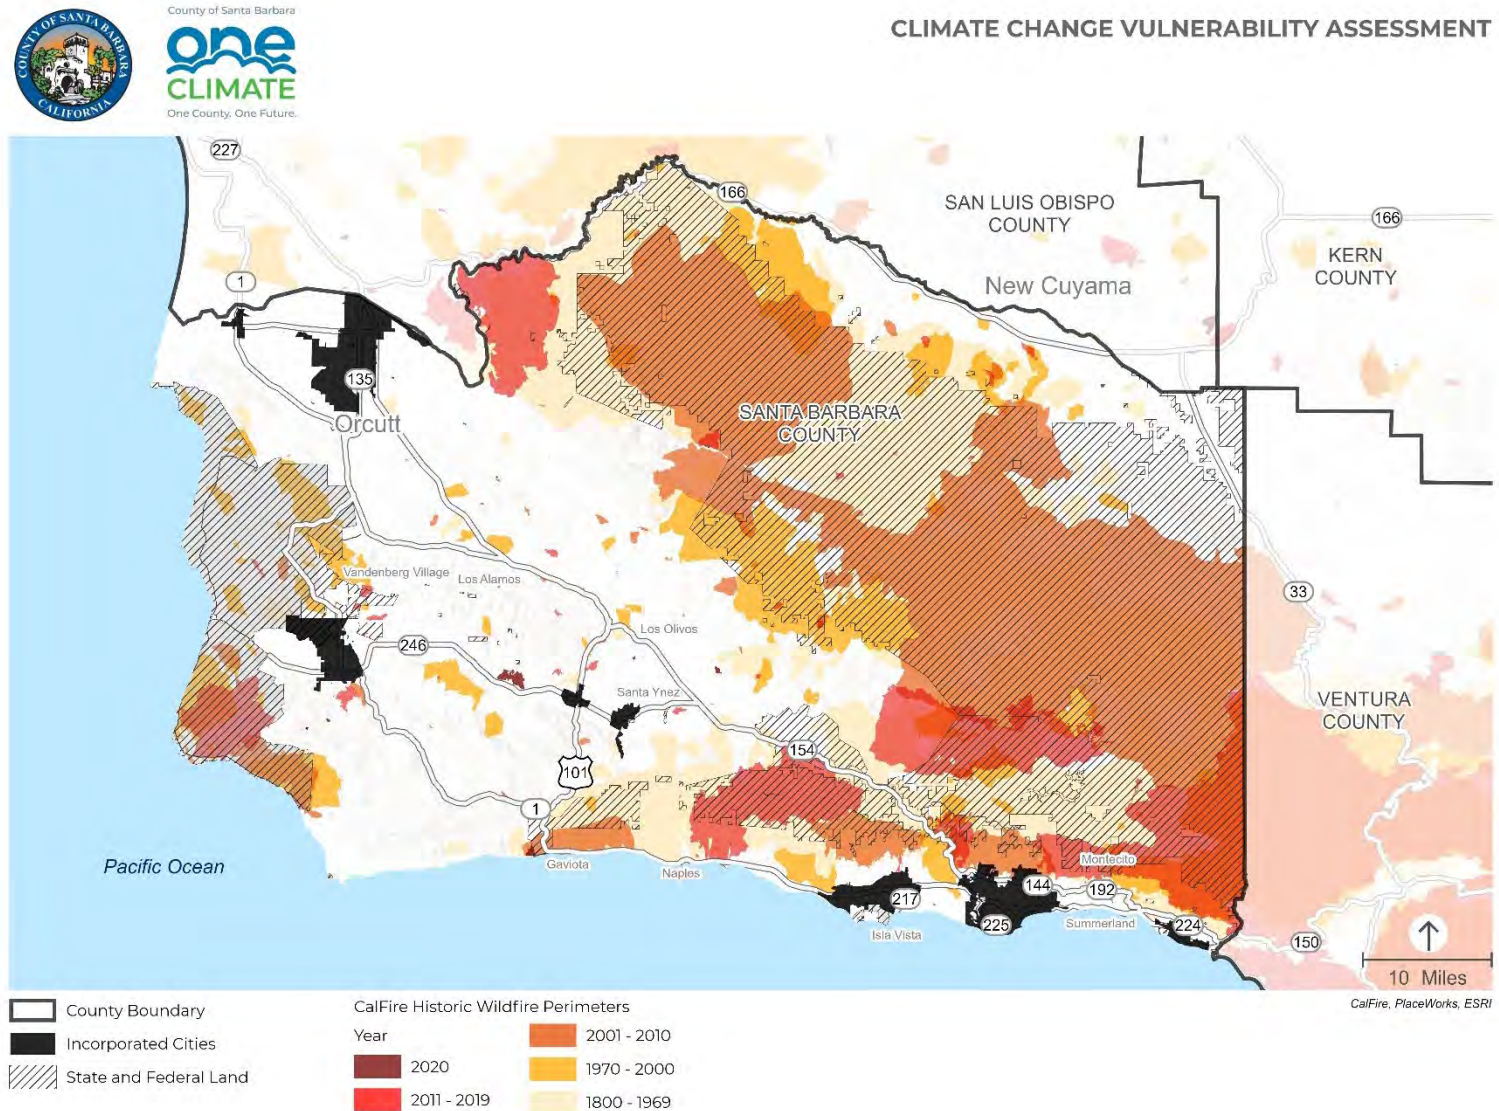 COUNTY OF SANTA BARBARA
CALIFORNIA
County of Santa Barbara
one
CLIMATE
One County. One Future.
CLIMATE CHANGE VULNERABILITY ASSESSMENT
227
166
SAN LUIS OBISPO
COUNTY
166
KERN
COUNTY
1
New Cuyama
135
Orcutt
SANTA BARBARA
COUNTY
Vandenberg Village
Los Alamos
33
246
Los Olivos
Santa Ynez
VENTURA
COUNTY
154
101
1
Pacific Ocean
Gaviota
Naples
Montecito
144
192
217
225
Summerland
224
Isla Vista
150
10 Miles
CalFire, PlaceWorks, ESRI
County Boundary
Incorporated Cities
State and Federal Land
CalFire Historic Wildfire Perimeters
Year
2020
2011 - 2019
2001 - 2010
1970 - 2000
1800 - 1969